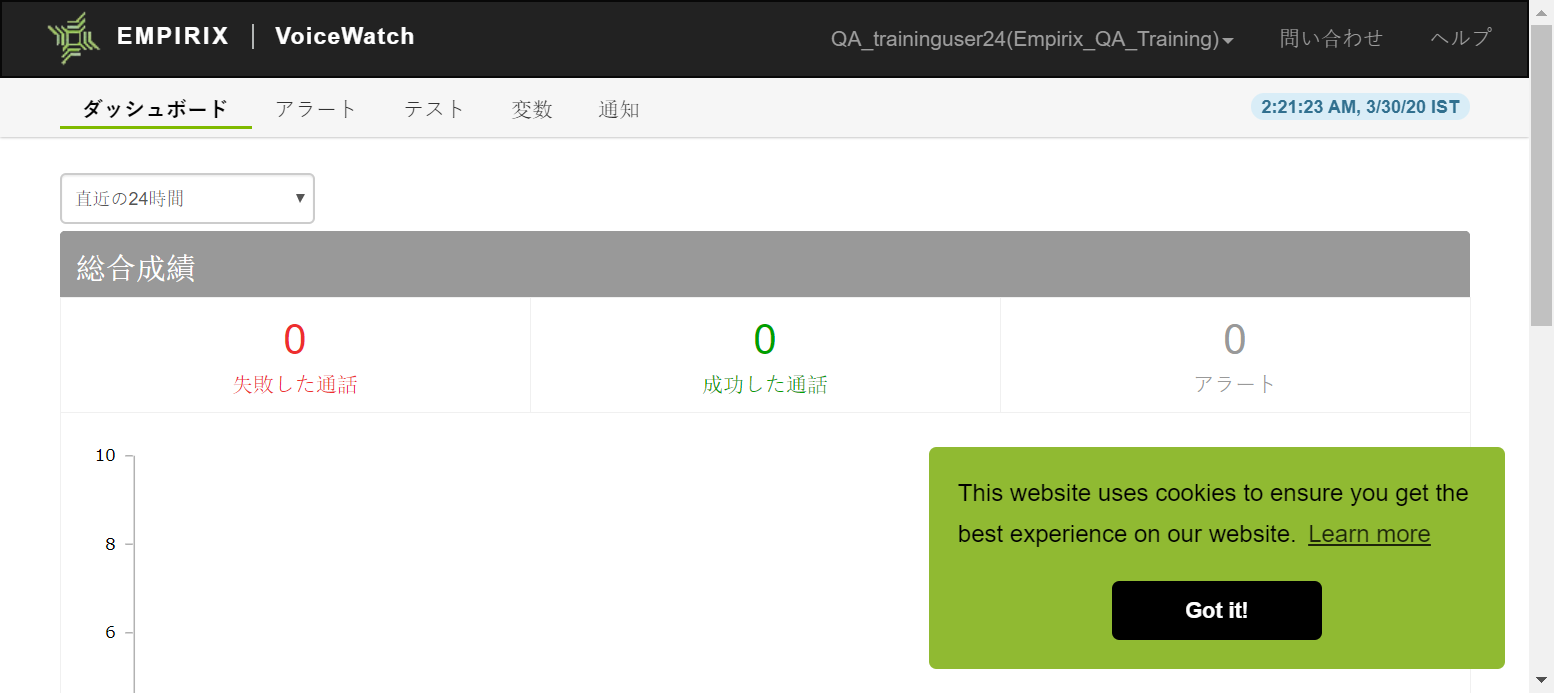 EMPIRIX | VoiceWatch
QA_traininguser24(Empirix_QA_Training)
問い合わせ
ヘルプ
ダッシュボード
アラート
テスト
変数
通知
2:21:23 AM, 3/30/20 IST
直近の24時間
総合成績
0
失敗した通話
0
成功した通話
0
アラート
10
8
6
This website uses cookies to ensure you get the
best experience on our website. Learn more
Got it!